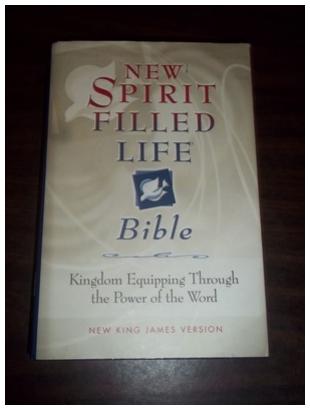 NEW
SPIRIT
FILLED
LIFE
Bible
Kingdom Equipping Through
the Power of the Word
NEW KING JAMES VERSION